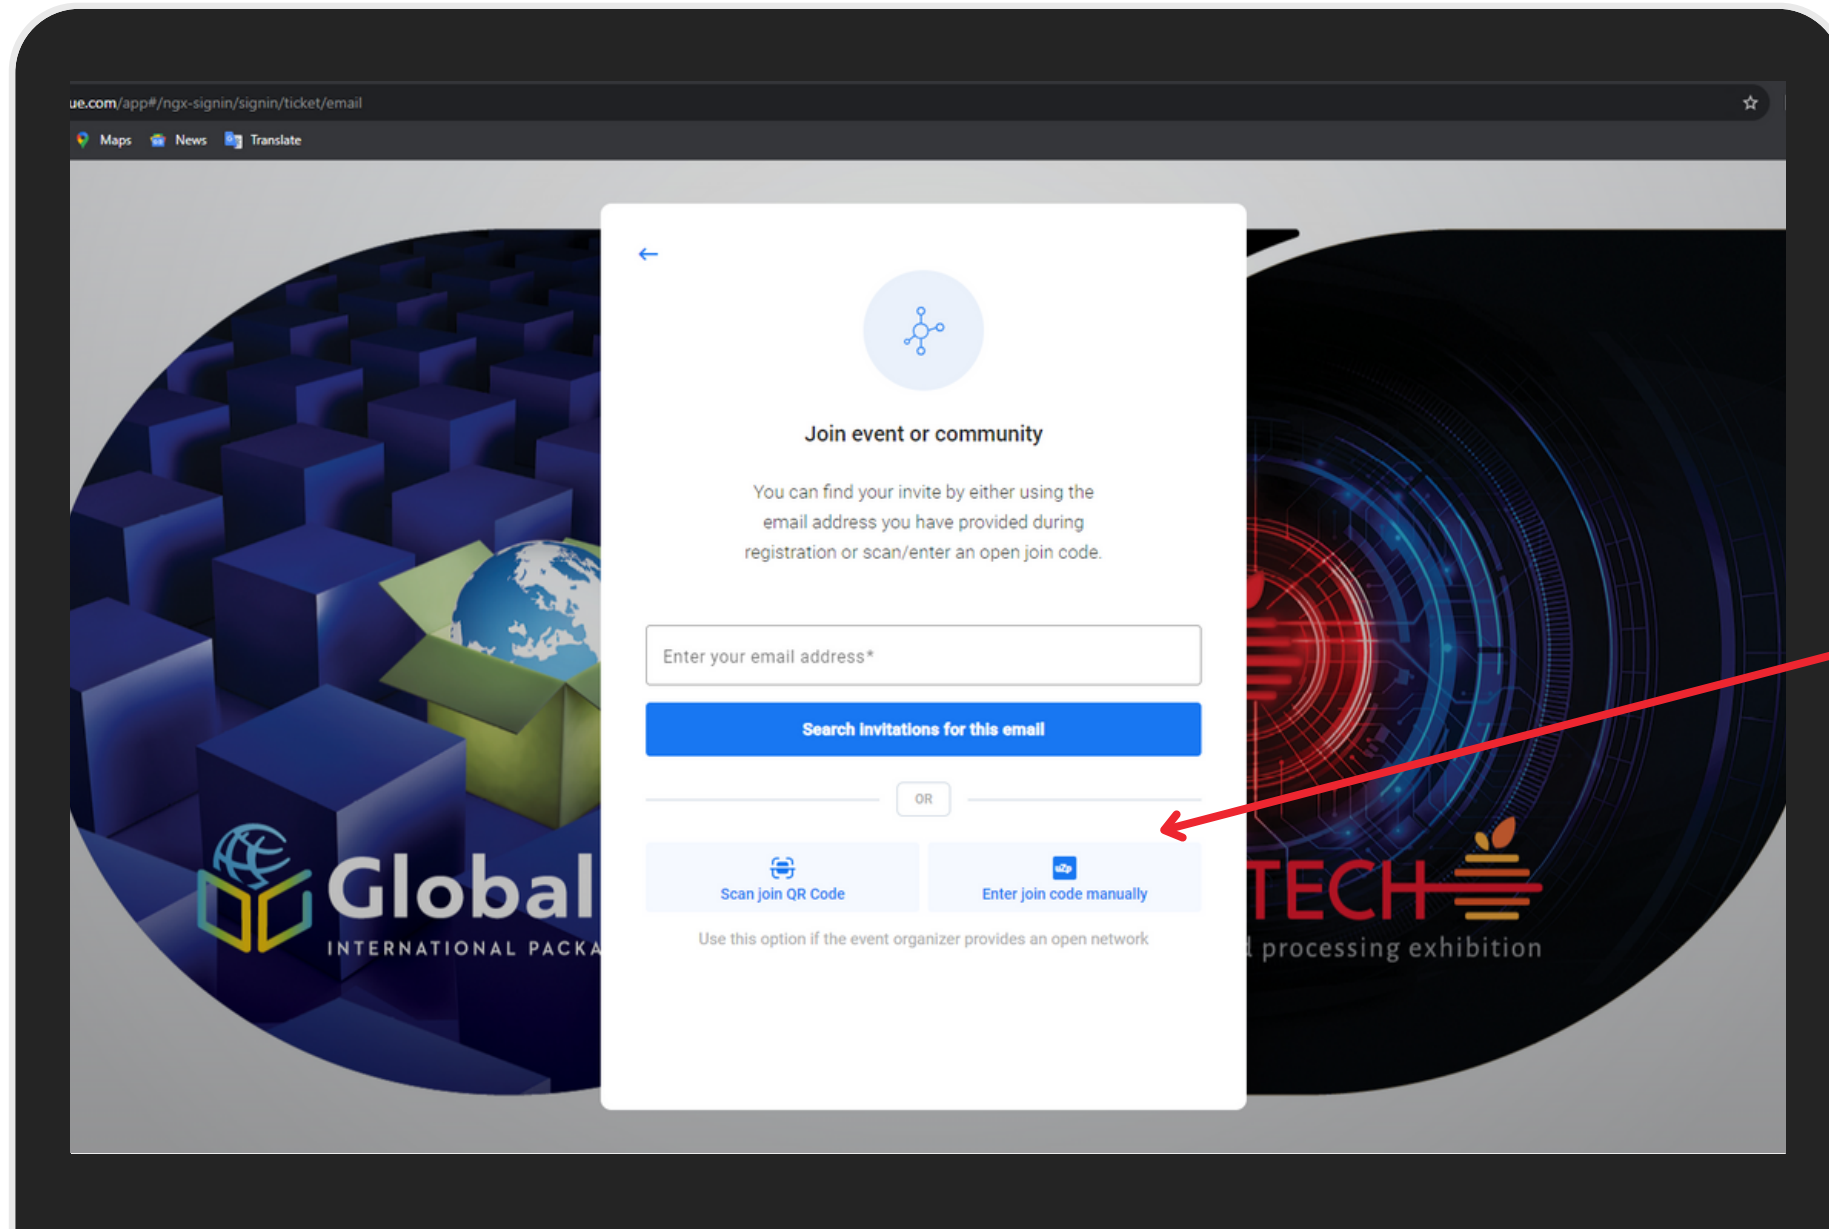 ue.com/app#/ngx-signin/signin/ticket/email
Maps News Translate
Join event or community
You can find your invite by either using the
email address you have provided during
registration or scan/enter an open join code.
Enter your email address*
Search invitations for this email
OR
Scan join QR Code
Enter join code manually
Use this option if the event organizer provides an open network
Global
INTERNATIONAL PACKA
TECH
processing exhibition